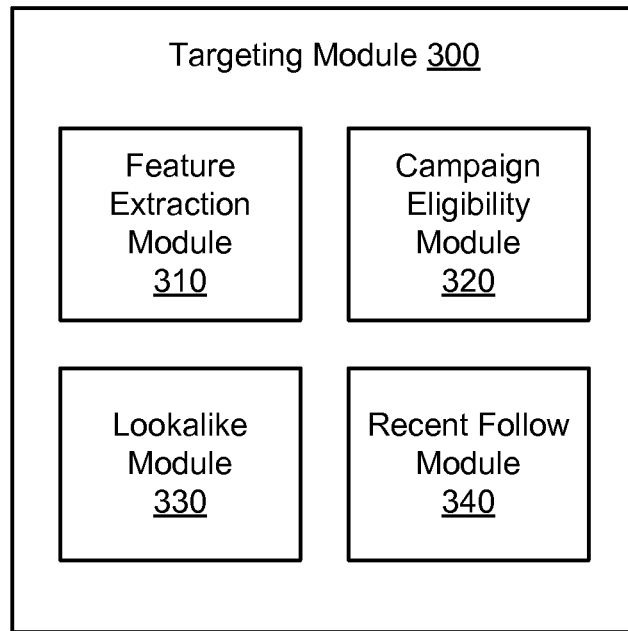 Targeting Module 300
Feature
Extraction
Module
310
Campaign
Eligibility
Module
320
Lookalike
Module
330
Recent Follow
Module
340